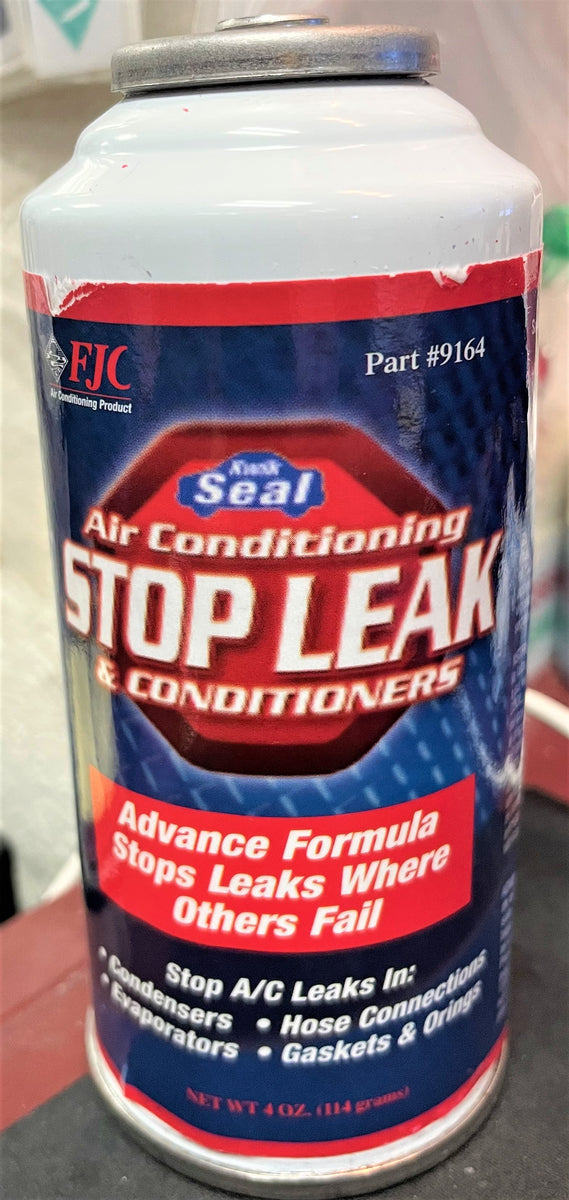 FJC
Air Conditioning Product
Part #9164
Kwik
Seal
Air Conditioning
STOP LEAK
& CONDITIONERS
Advance Formula
Stops Leaks Where
Others Fail
Stop A/C Leaks In:
• Condensers • Hose Connections
• Evaporators • Gaskets & Orings
NET WT 4 OZ. (114 grams)